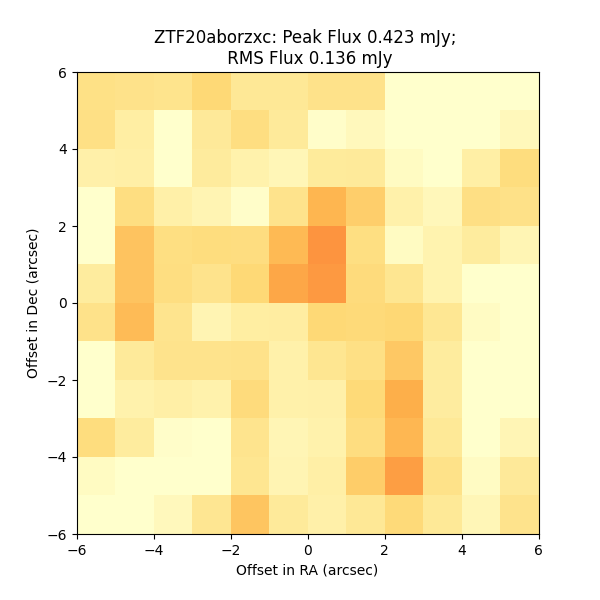 ZTF20aborzxc: Peak Flux 0.423 mJy;
RMS Flux 0.136 mJy
6
4
2
0
−2
−4
−6
Offset in Dec (arcsec)
−6 −4 −2 0 2 4 6
Offset in RA (arcsec)